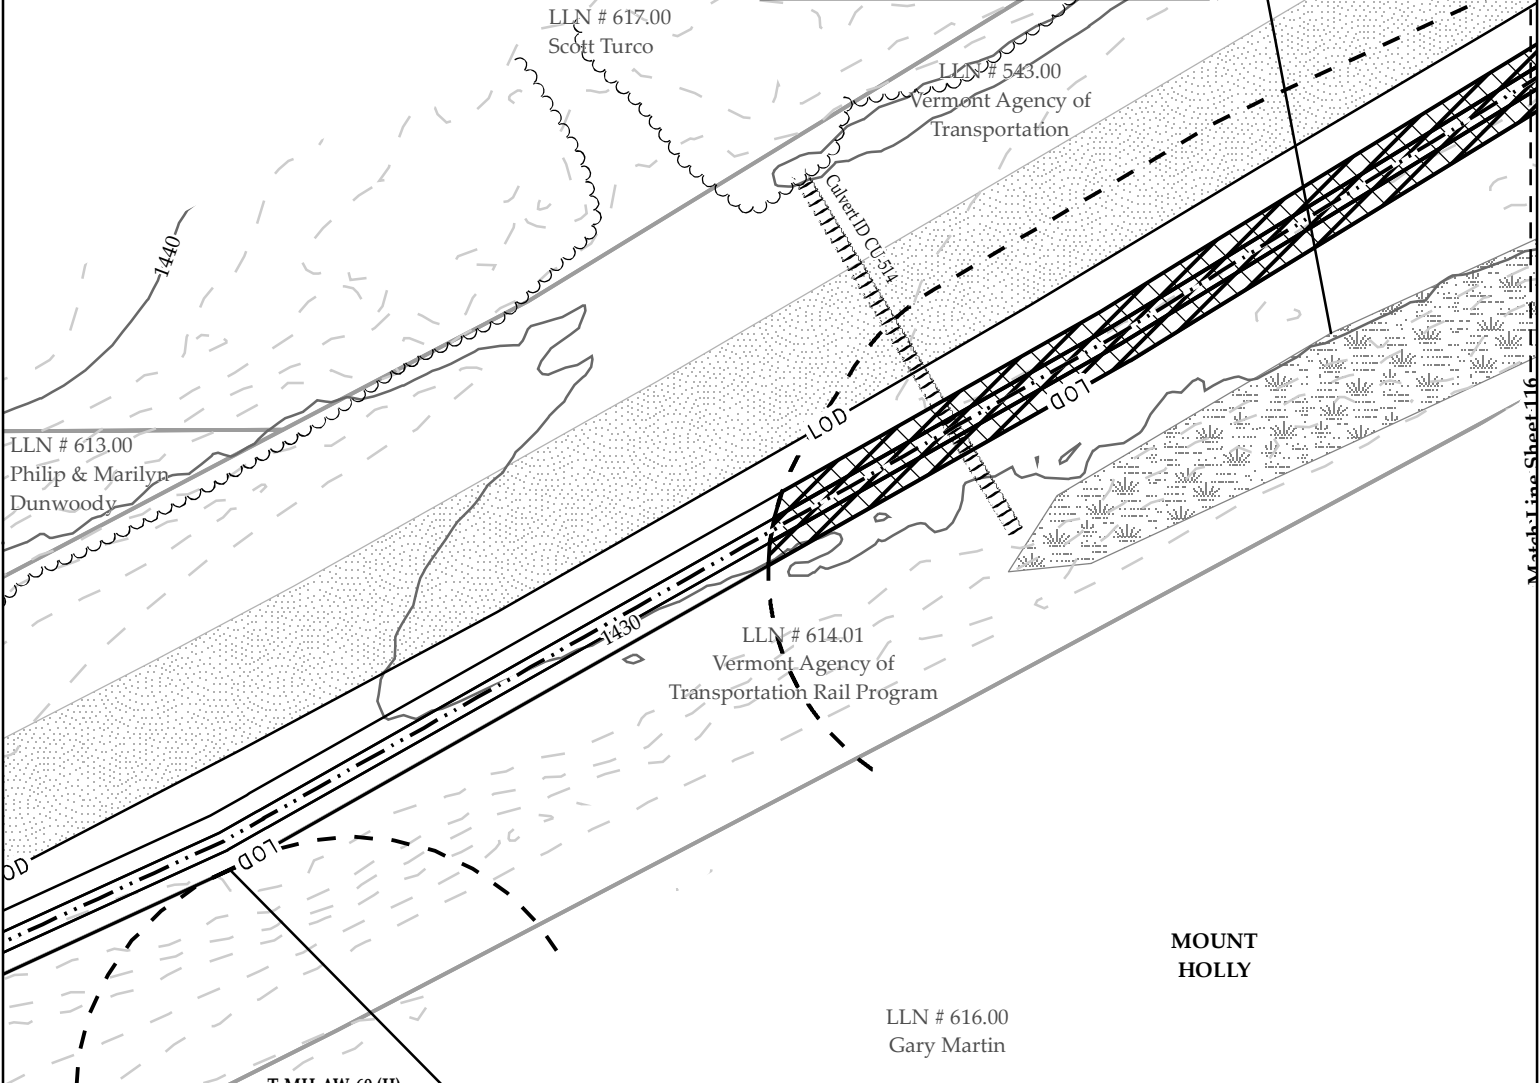 LLN # 617.00
Scott Turco
LLN # 543.00
Vermont Agency of
Transportation
Culvert ID CU-514
1440
LLN # 613.00
Philip & Marilyn
Dunwoody
LOD
LOD
Match Line Sheet 116
1430
LLN # 614.01
Vermont Agency of
Transportation Rail Program
LOD
OD
MOUNT
HOLLY
LLN # 616.00
Gary Martin